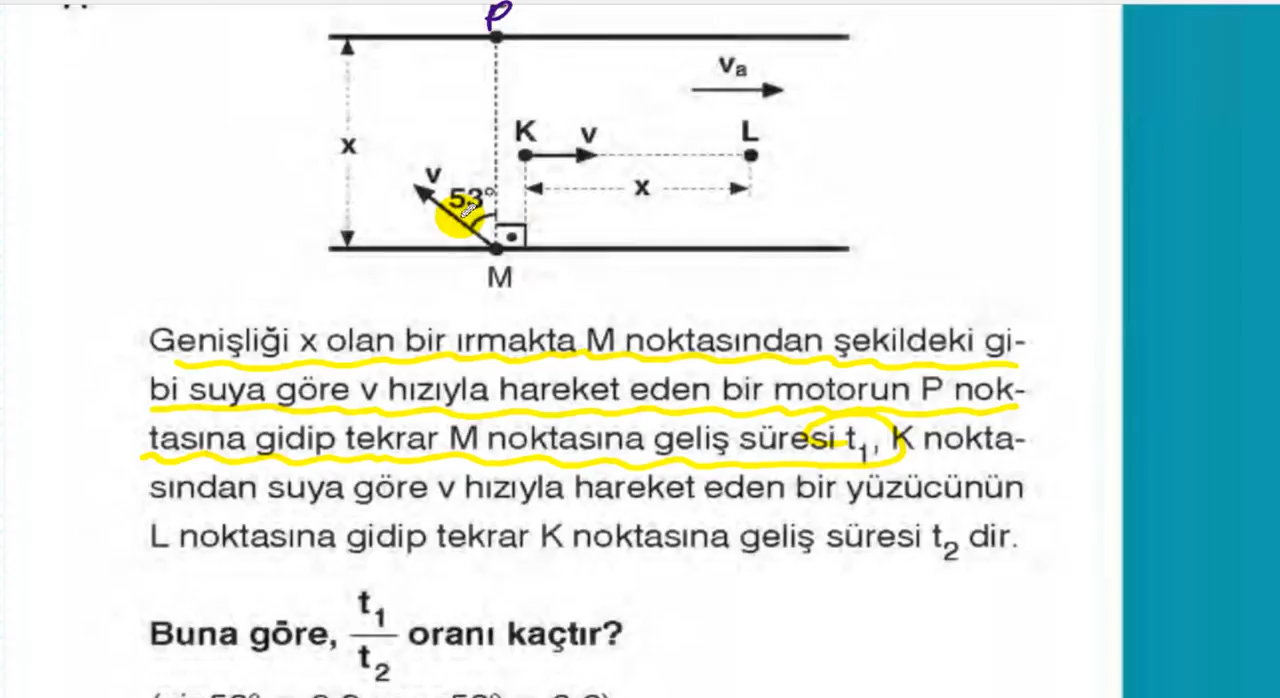 P
Va
K v L
x
v
53°
x
M
Genişliği x olan bir ırmakta M noktasından şekildeki gi-
bi suya göre v hızıyla hareket eden bir motorun P nok-
tasına gidip tekrar M noktasına geliş süresi t₁, K nokta-
sından suya göre v hızıyla hareket eden bir yüzücünün
L noktasına gidip tekrar K noktasına geliş süresi t₂ dir.
Buna göre, t₁/t₂ oranı kaçtır?